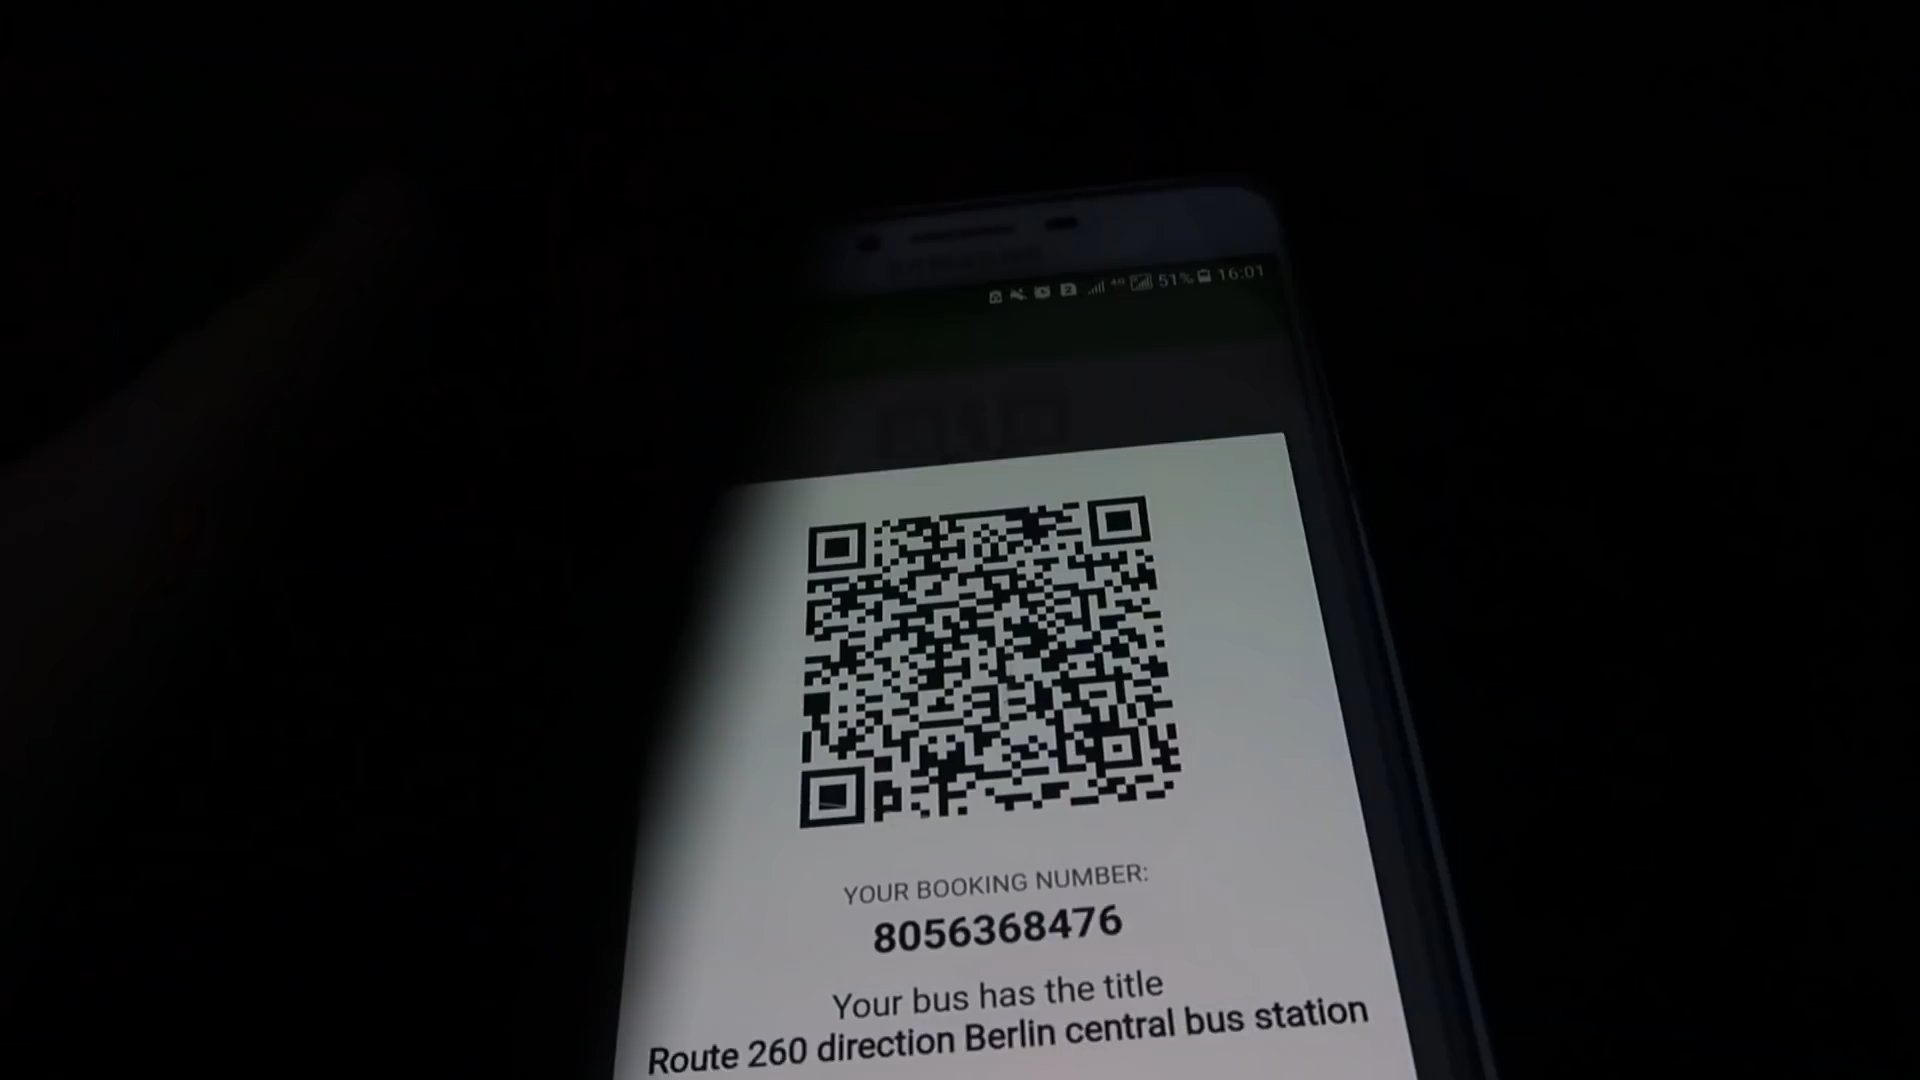 4G 51% 16:01
YOUR BOOKING NUMBER:
8056368476
Your bus has the title
Route 260 direction Berlin central bus station